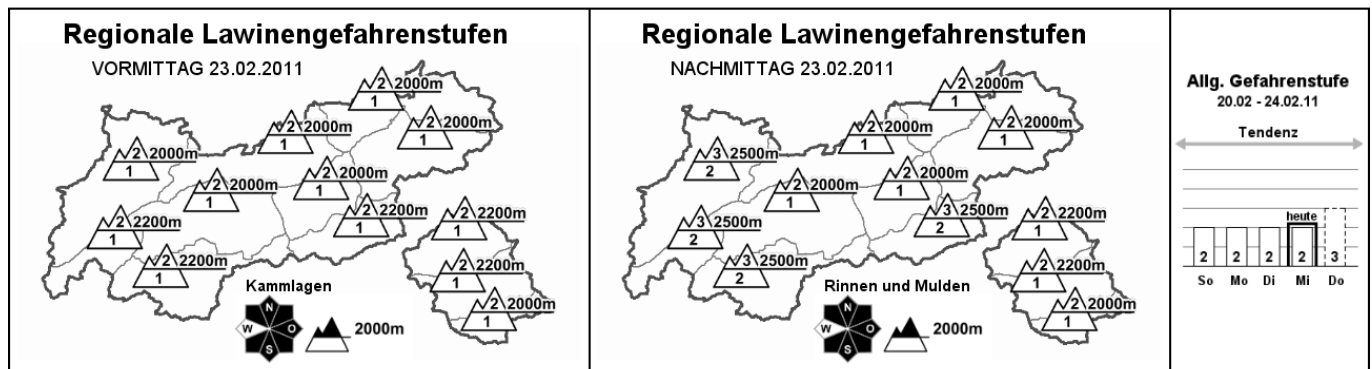 Regionale Lawinengefahrenstufen
VORMITTAG 23.02.2011
2 2000m
1
2 2000m
1
2 2000m
1
2 2000m
1
2 2000m
1
2 2000m
1
2 2200m
1
2 2200m
1
2 2200m
1
2 2200m
1
2 2200m
1
2 2000m
1
Kammlagen
N
W O
S
2000m
Regionale Lawinengefahrenstufen
NACHMITTAG 23.02.2011
2 2000m
1
2 2000m
1
2 2000m
1
3 2500m
2
2 2000m
1
2 2000m
1
3 2500m
2
2 2200m
1
3 2500m
2
3 2500m
2
2 2200m
1
2 2000m
1
Rinnen und Mulden
N
W O
S
2000m
Allg. Gefahrenstufe
20.02 - 24.02.11
Tendenz
heute
2 2 2 2 3
So Mo Di Mi Do